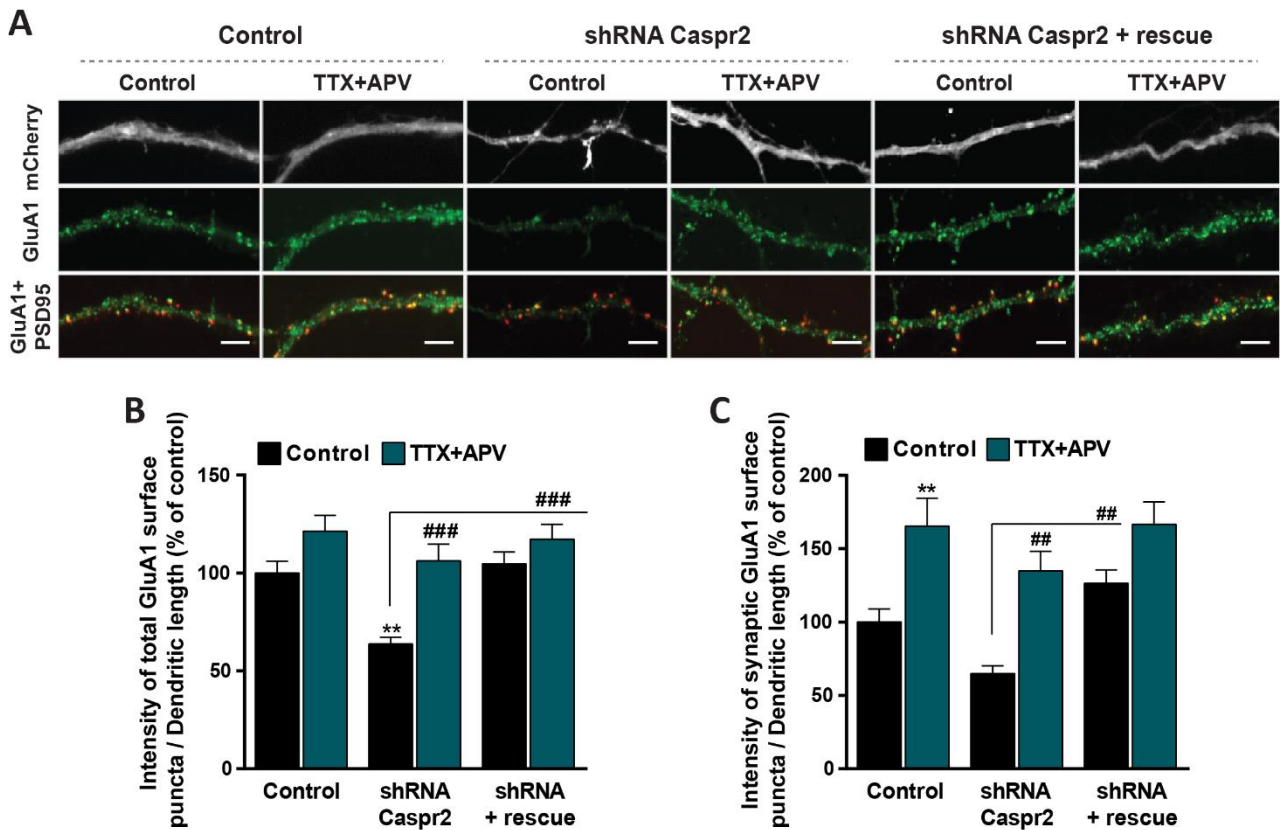 A
Control
shRNA Caspr2
shRNA Caspr2 + rescue
Control
TTX+APV
Control
TTX+APV
Control
TTX+APV
mCherry
GluA1
GluA1+
PSD95
B
Intensity of total GluA1 surface
puncta / Dendritic length (% of control)
Control
TTX+APV
150
100
50
0
**
###
###
Control
shRNA
Caspr2
shRNA
+ rescue
C
Intensity of synaptic GluA1 surface
puncta / Dendritic length (% of control)
Control
TTX+APV
200
150
100
50
0
**
##
##
Control
shRNA
Caspr2
shRNA
+ rescue